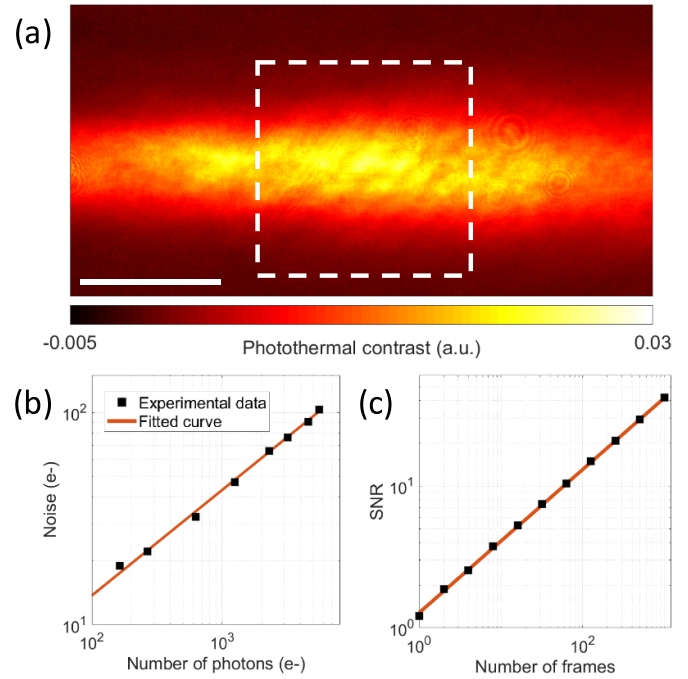 (a)
-0.005
0.03
Photothermal contrast (a.u.)
(b)
10²
Experimental data
Fitted curve
Noise (e-)
10¹
10²
10³
Number of photons (e-)
(c)
SNR
10¹
10⁰
10⁰
10²
Number of frames